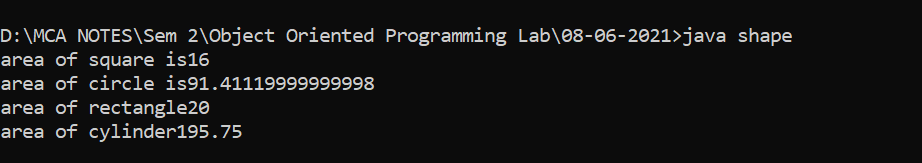 D:\MCA NOTES\Sem 2\Object Oriented Programming Lab\08-06-2021>java shape
area of square is16
area of circle is91.41119999999998
area of rectangle20
area of cylinder195.75